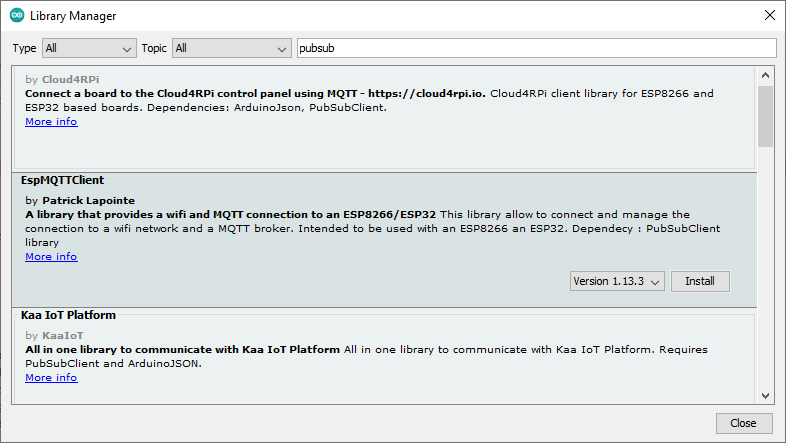 Library Manager
Type All Topic All pubsub
by Cloud4RPi
Connect a board to the Cloud4RPi control panel using MQTT - https://cloud4rpi.io. Cloud4RPi client library for ESP8266 and
ESP32 based boards. Dependencies: ArduinoJson, PubSubClient.
More info
EspMQTTClient
by Patrick Lapointe
A library that provides a wifi and MQTT connection to an ESP8266/ESP32 This library allow to connect and manage the
connection to a wifi network and a MQTT broker. Intended to be used with an ESP8266 an ESP32. Dependecy : PubSubClient
library
More info
Version 1.13.3 Install
Kaa IoT Platform
by KaaIoT
All in one library to communicate with Kaa IoT Platform All in one library to communicate with Kaa IoT Platform. Requires
PubSubClient and ArduinoJSON.
More info
Close